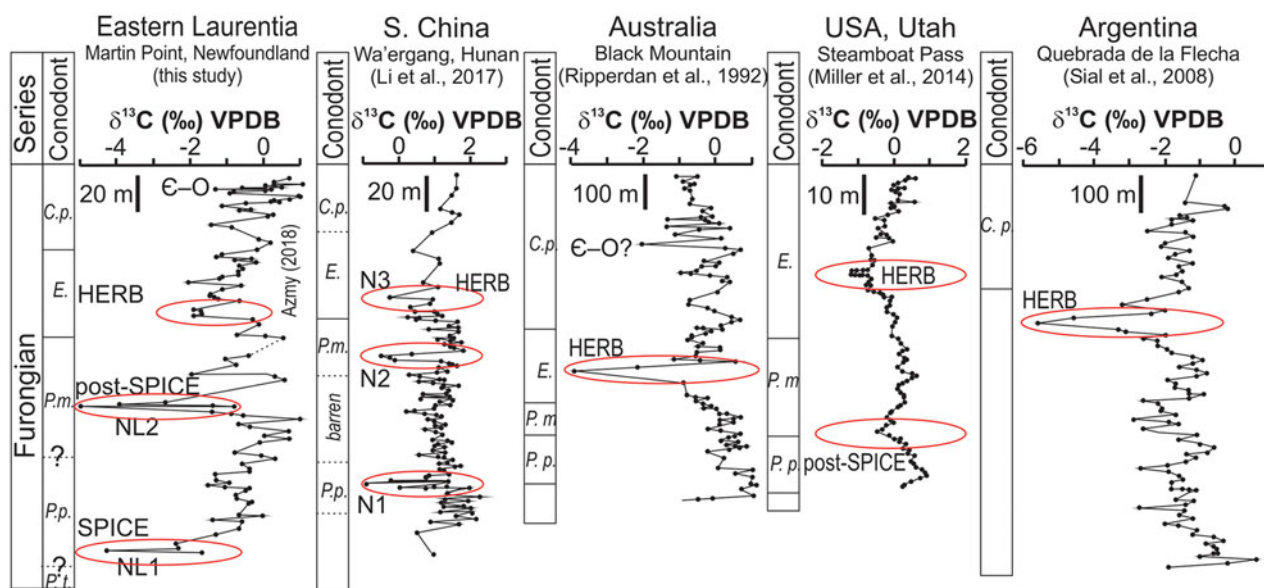 Eastern Laurentia
Martin Point, Newfoundland
(this study)
S. China
Wa'ergang, Hunan
(Li et al., 2017)
Australia
Black Mountain
(Ripperdan et al., 1992)
USA, Utah
Steamboat Pass
(Miller et al., 2014)
Argentina
Quebrada de la Flecha
(Sial et al., 2008)
Series
Conodont
δ13C (‰) VPDB
-4 -2 0
Conodont
δ13C (‰) VPDB
0 2
Conodont
δ13C (‰) VPDB
-4 -2 0 2
Conodont
δ13C (‰) VPDB
-2 0 2
Conodont
δ13C (‰) VPDB
-6 -4 -2 0
Furongian
C.p.
E.
P.m.
?
P.p.
?
P.t.
20 m
Є–O
Azmy (2018)
HERB
post-SPICE
NL2
SPICE
NL1
C.p.
E.
P.m.
barren
P.p.
20 m
N3
HERB
N2
N1
C.p.
E.
P. m
P. p.
100 m
Є–O?
HERB
E.
P. m
P. p.
10 m
HERB
post-SPICE
C. p.
100 m
HERB